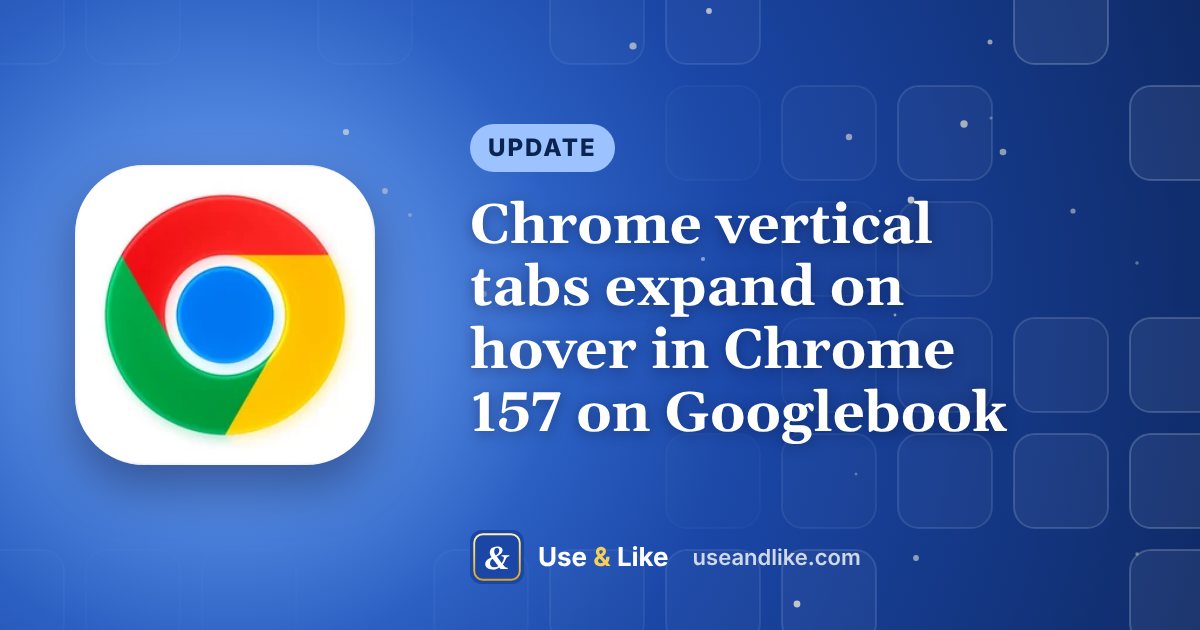 UPDATE
Chrome vertical
tabs expand on
hover in Chrome
157 on Googlebook
& Use & Like useandlike.com